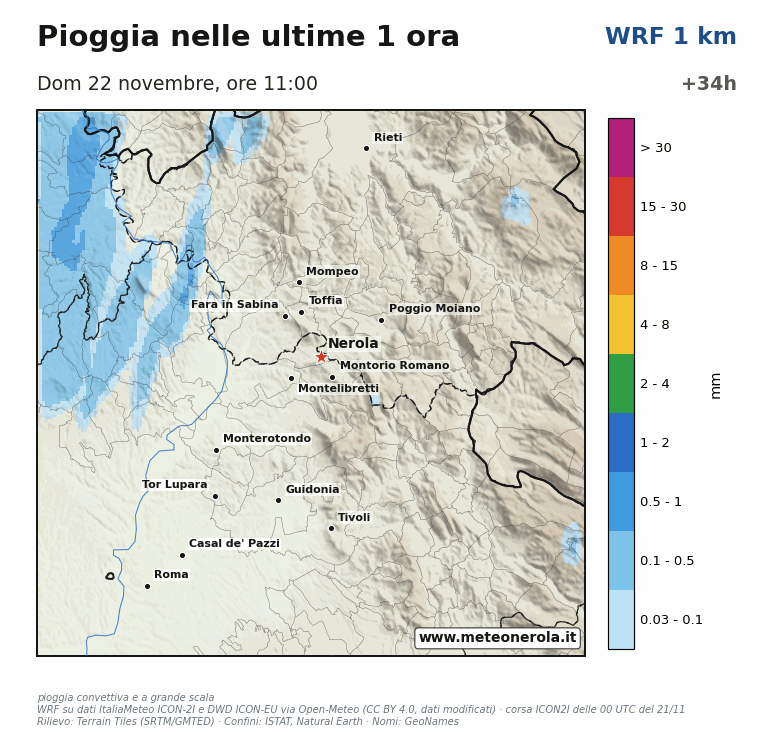 Pioggia nelle ultime 1 ora
WRF 1 km
Dom 22 novembre, ore 11:00
+34h
Rieti
Mompeo
Toffia
Fara in Sabina
Poggio Moiano
Nerola
Montorio Romano
Montelibretti
Monterotondo
Tor Lupara
Guidonia
Tivoli
Casal de' Pazzi
Roma
www.meteonerola.it
> 30
15 - 30
8 - 15
4 - 8
2 - 4
1 - 2
0.5 - 1
0.1 - 0.5
0.03 - 0.1
mm
pioggia convettiva e a grande scala
WRF su dati ItaliaMeteo ICON-2I e DWD ICON-EU via Open-Meteo (CC BY 4.0, dati modificati) · corsa ICON2I delle 00 UTC del 21/11
Rilievo: Terrain Tiles (SRTM/GMTED) · Confini: ISTAT, Natural Earth · Nomi: GeoNames